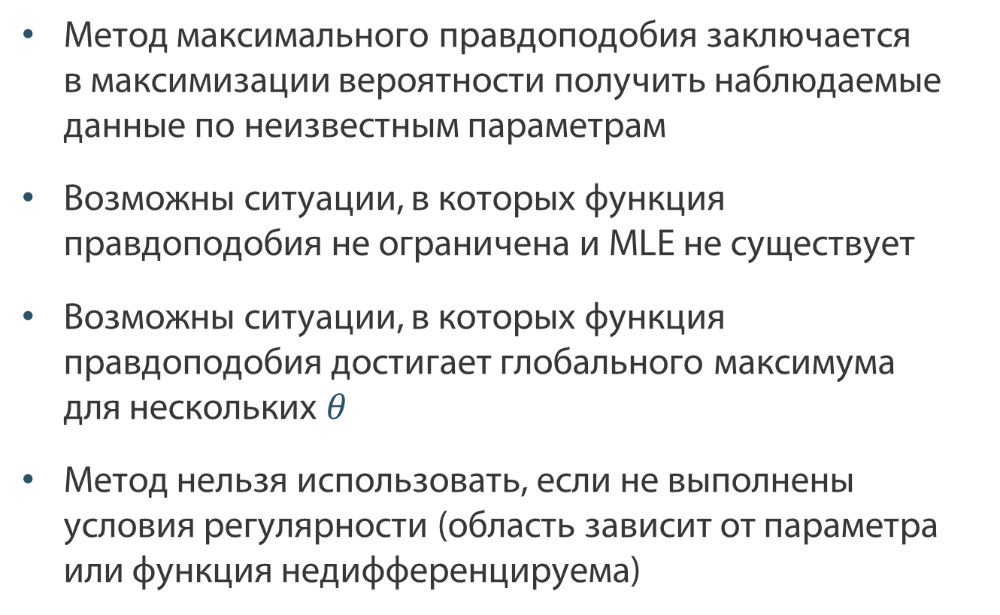 • Метод максимального правдоподобия заключается
в максимизации вероятности получить наблюдаемые
данные по неизвестным параметрам
• Возможны ситуации, в которых функция
правдоподобия не ограничена и MLE не существует
• Возможны ситуации, в которых функция
правдоподобия достигает глобального максимума
для нескольких θ
• Метод нельзя использовать, если не выполнены
условия регулярности (область зависит от параметра
или функция недифференцируема)